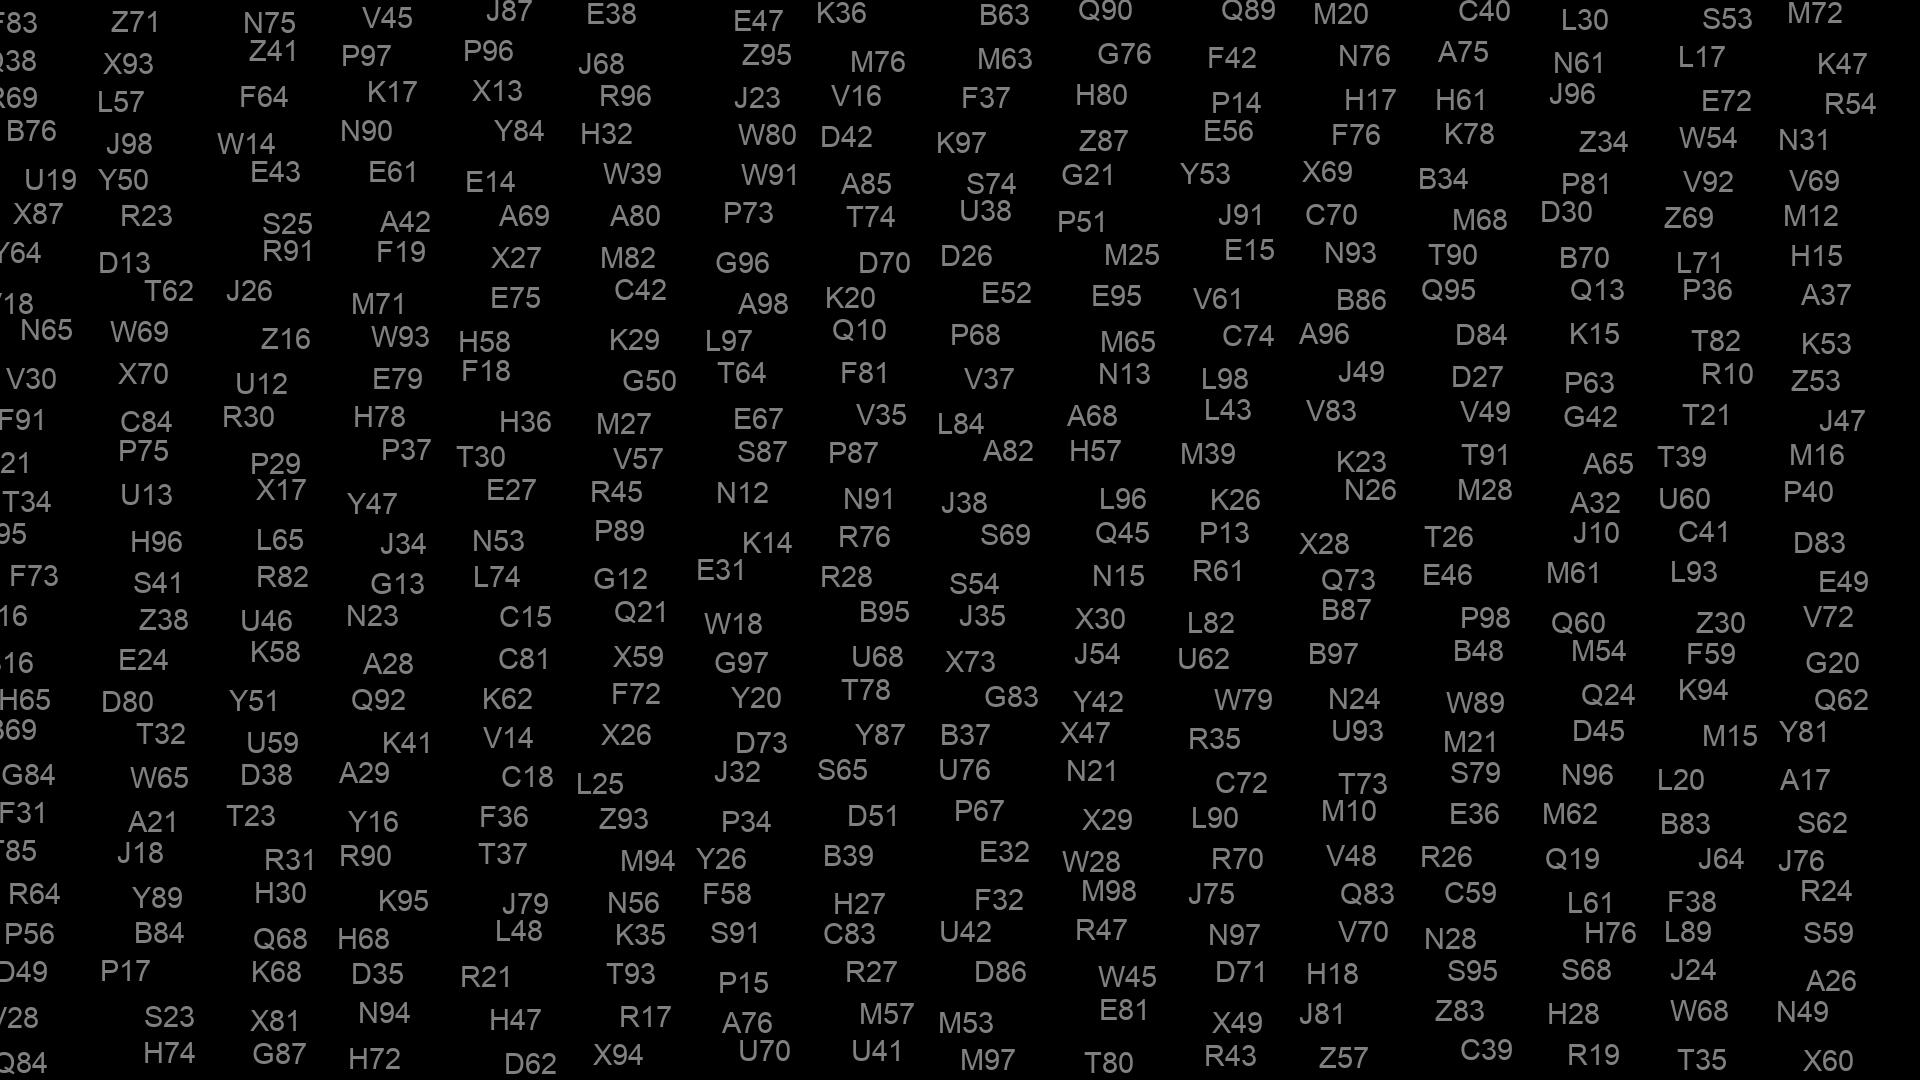 F83 Z71 N75 V45 J87 E38 E47 K36 B63 Q90 Q89 M20 C40 L30 S53 M72
Q38 X93 Z41 P97 P96 J68 Z95 M76 M63 G76 F42 N76 A75 N61 L17 K47
R69 L57 F64 K17 X13 R96 J23 V16 F37 H80 P14 H17 H61 J96 E72 R54
B76 J98 W14 N90 Y84 H32 W80 D42 K97 Z87 E56 F76 K78 Z34 W54 N31
U19 Y50 E43 E61 E14 W39 W91 A85 S74 G21 Y53 X69 B34 P81 V92 V69
X87 R23 S25 A42 A69 A80 P73 T74 U38 P51 J91 C70 M68 D30 Z69 M12
Y64 D13 R91 F19 X27 M82 G96 D70 D26 M25 E15 N93 T90 B70 L71 H15
18 T62 J26 M71 E75 C42 A98 K20 E52 E95 V61 B86 Q95 Q13 P36 A37
N65 W69 Z16 W93 H58 K29 L97 Q10 P68 M65 C74 A96 D84 K15 T82 K53
V30 X70 U12 E79 F18 G50 T64 F81 V37 N13 L98 J49 D27 P63 R10 Z53
F91 C84 R30 H78 H36 M27 E67 V35 L84 A68 L43 V83 V49 G42 T21 J47
21 P75 P29 P37 T30 V57 S87 P87 A82 H57 M39 K23 T91 A65 T39 M16
T34 U13 X17 Y47 E27 R45 N12 N91 J38 L96 K26 N26 M28 A32 U60 P40
95 H96 L65 J34 N53 P89 K14 R76 S69 Q45 P13 X28 T26 J10 C41 D83
F73 S41 R82 G13 L74 G12 E31 R28 S54 N15 R61 Q73 E46 M61 L93 E49
16 Z38 U46 N23 C15 Q21 W18 B95 J35 X30 L82 B87 P98 Q60 Z30 V72
16 E24 K58 A28 C81 X59 G97 U68 X73 J54 U62 B97 B48 M54 F59 G20
H65 D80 Y51 Q92 K62 F72 Y20 T78 G83 Y42 W79 N24 W89 Q24 K94 Q62
69 T32 U59 K41 V14 X26 D73 Y87 B37 X47 R35 U93 M21 D45 M15 Y81
G84 W65 D38 A29 C18 L25 J32 S65 U76 N21 C72 T73 S79 N96 L20 A17
F31 A21 T23 Y16 F36 Z93 P34 D51 P67 X29 L90 M10 E36 M62 B83 S62
T85 J18 R31 R90 T37 M94 Y26 B39 E32 W28 R70 V48 R26 Q19 J64 J76
R64 Y89 H30 K95 J79 N56 F58 H27 F32 M98 J75 Q83 C59 L61 F38 R24
P56 B84 Q68 H68 L48 K35 S91 C83 U42 R47 N97 V70 N28 H76 L89 S59
D49 P17 K68 D35 R21 T93 P15 R27 D86 W45 D71 H18 S95 S68 J24 A26
V28 S23 X81 N94 H47 R17 A76 M57 M53 E81 X49 J81 Z83 H28 W68 N49
Q84 H74 G87 H72 D62 X94 U70 U41 M97 T80 R43 Z57 C39 R19 T35 X60